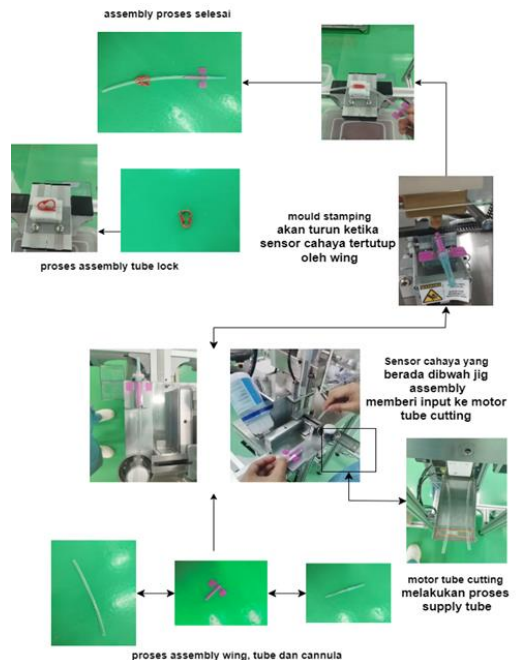 assembly proses selesai
mould stamping
akan turun ketika
sensor cahaya tertutup
oleh wing
proses assembly tube lock
Sensor cahaya yang
berada dibwah jig
assembly
memberi input ke motor
tube cutting
motor tube cutting
melakukan proses
supply tube
proses assembly wing, tube dan cannula